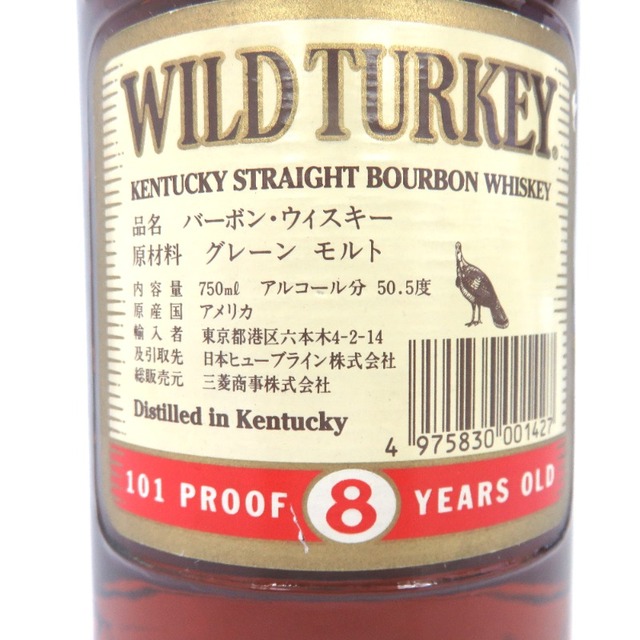 WILD TURKEY®
KENTUCKY STRAIGHT BOURBON WHISKEY
品名 バーボン・ウィスキー
原材料 グレーン モルト
内容量 750ml アルコール分 50.5度
原産国 アメリカ
輸入者 東京都港区六本木4-2-14
及引取先 日本ヒューブライン株式会社
総販売元 三菱商事株式会社
Distilled in Kentucky
4 975830 001427
101 PROOF 8 YEARS OLD